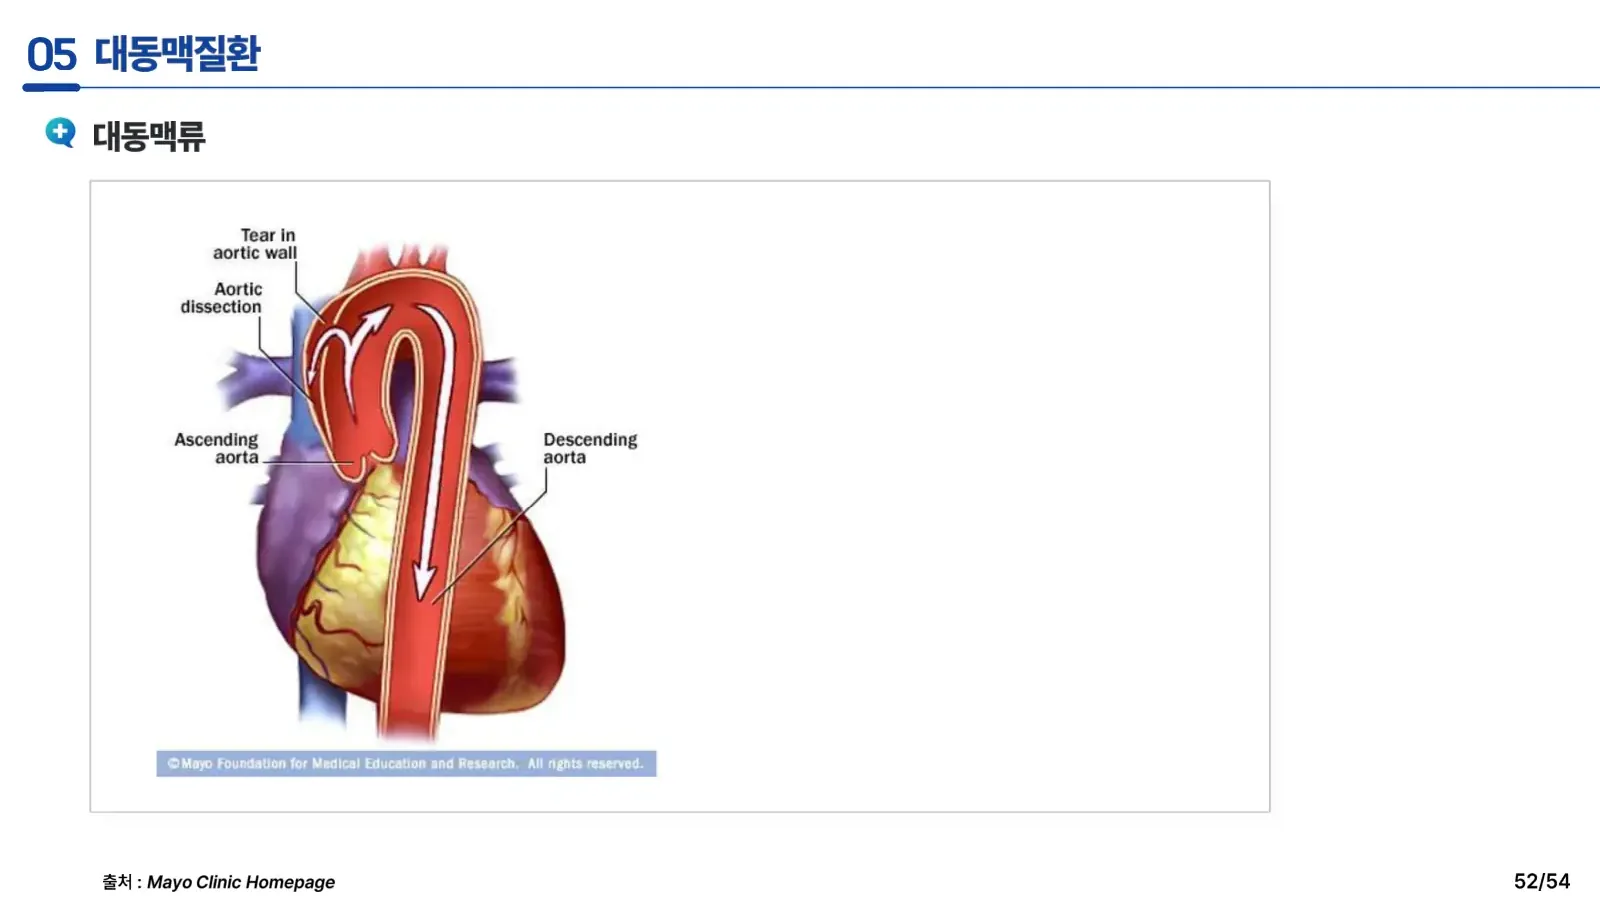 05 대동맥질환
대동맥류
Tear in
aortic wall
Aortic
dissection
Ascending
aorta
Descending
aorta
©Mayo Foundation for Medical Education and Research. All rights reserved.
출처 : Mayo Clinic Homepage
52/54